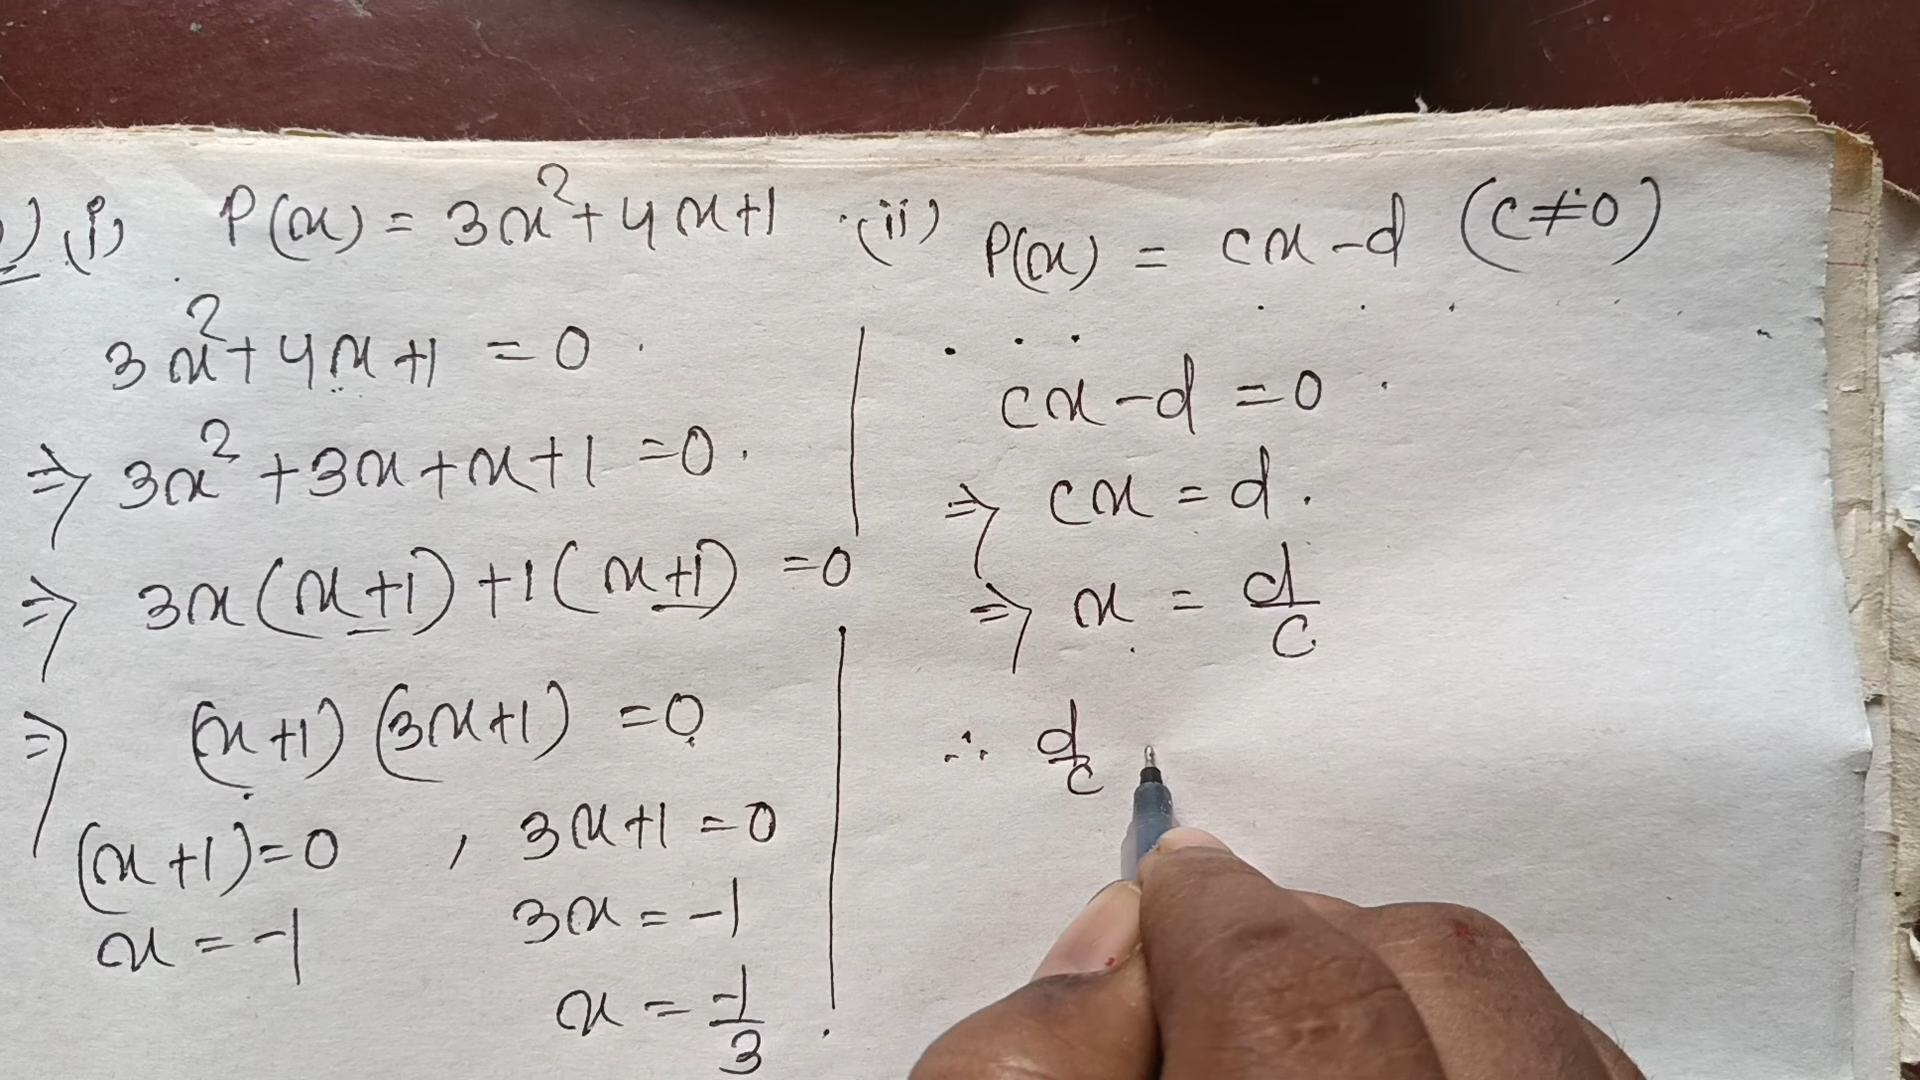 (i) P(x) = 3x²+4x+1
3x²+4x+1 = 0
⇒ 3x²+3x+x+1 = 0.
⇒ 3x(x+1)+1(x+1) = 0
⇒ (x+1)(3x+1) = 0
(x+1)=0 , 3x+1 = 0
x = -1
3x = -1
x = -1/3
(ii) P(x) = cx-d (c≠0)
cx-d = 0
⇒ cx = d.
⇒ x = d/c
∴ d/c